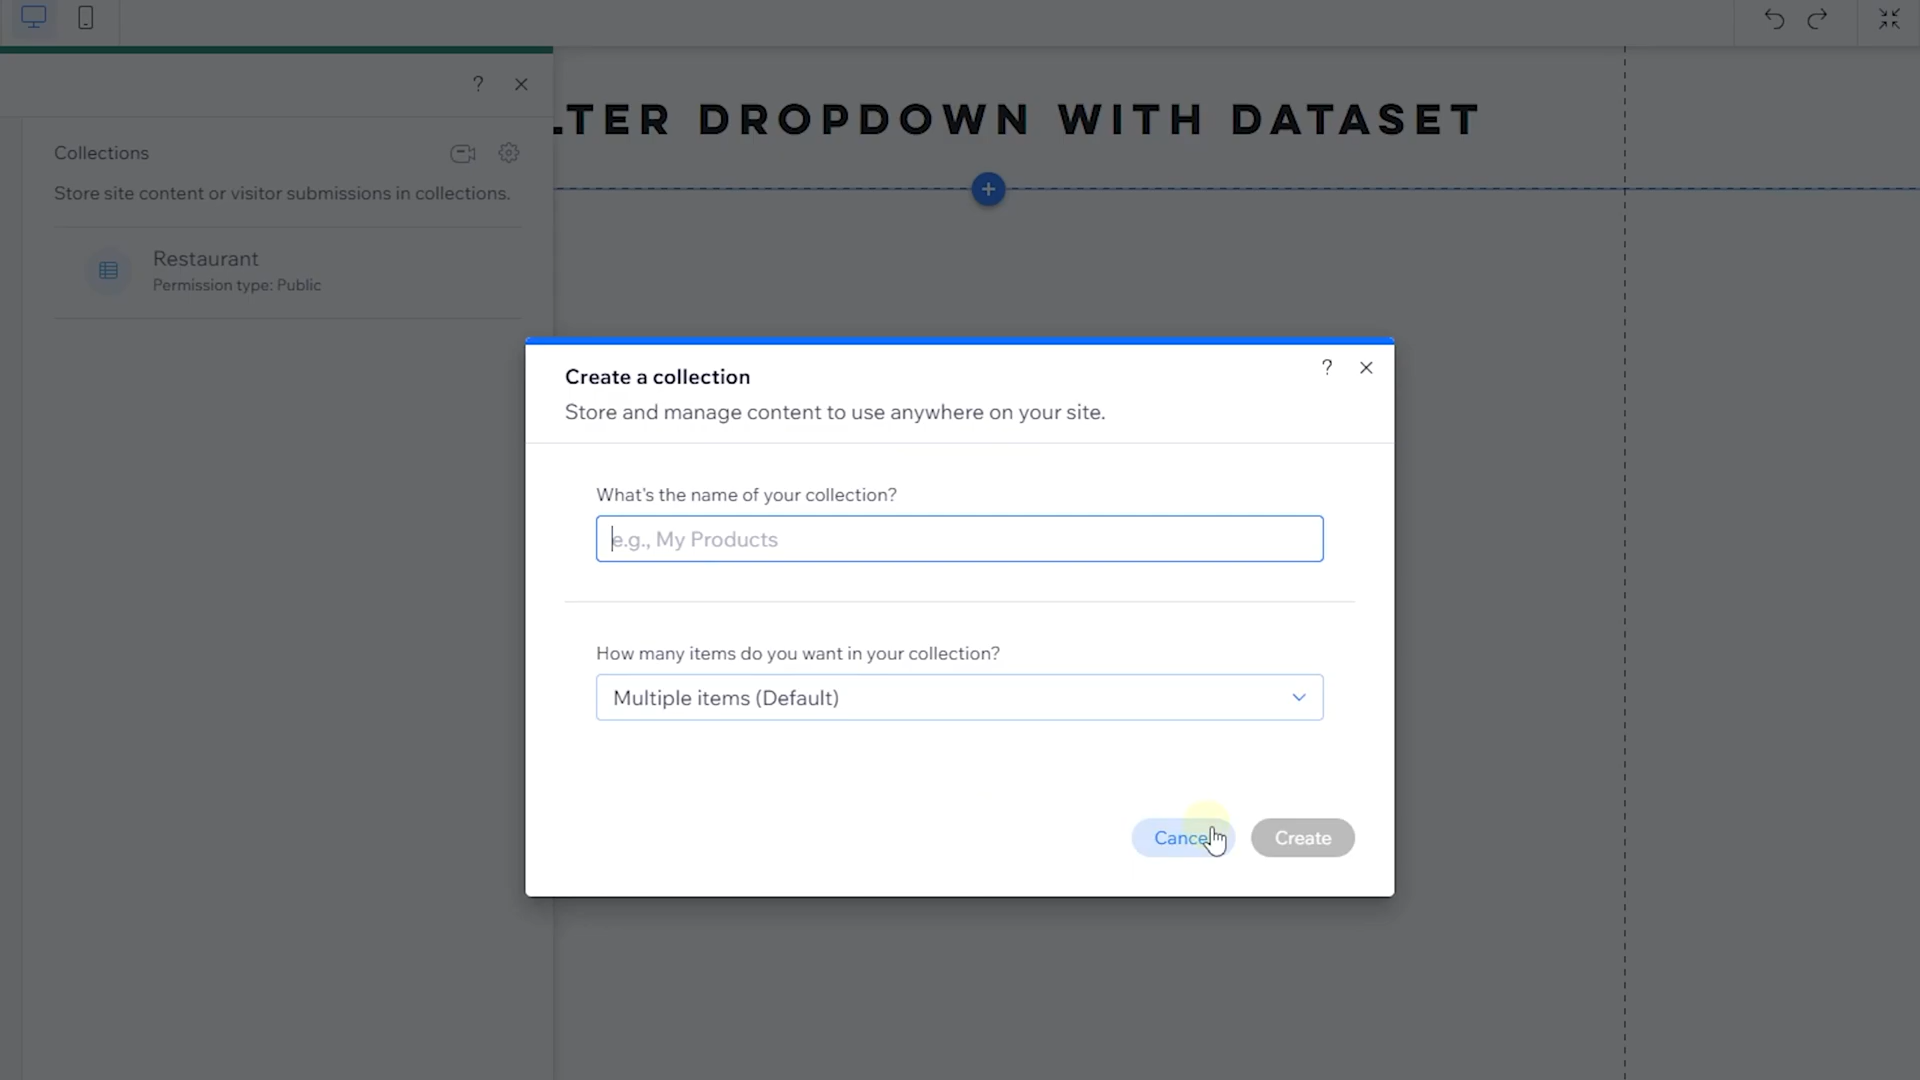 ?
LTER DROPDOWN WITH DATASET
Collections
Store site content or visitor submissions in collections.
Restaurant
Permission type: Public
Create a collection
?
Store and manage content to use anywhere on your site.
What's the name of your collection?
e.g., My Products
How many items do you want in your collection?
Multiple items (Default)
Cancel
Create